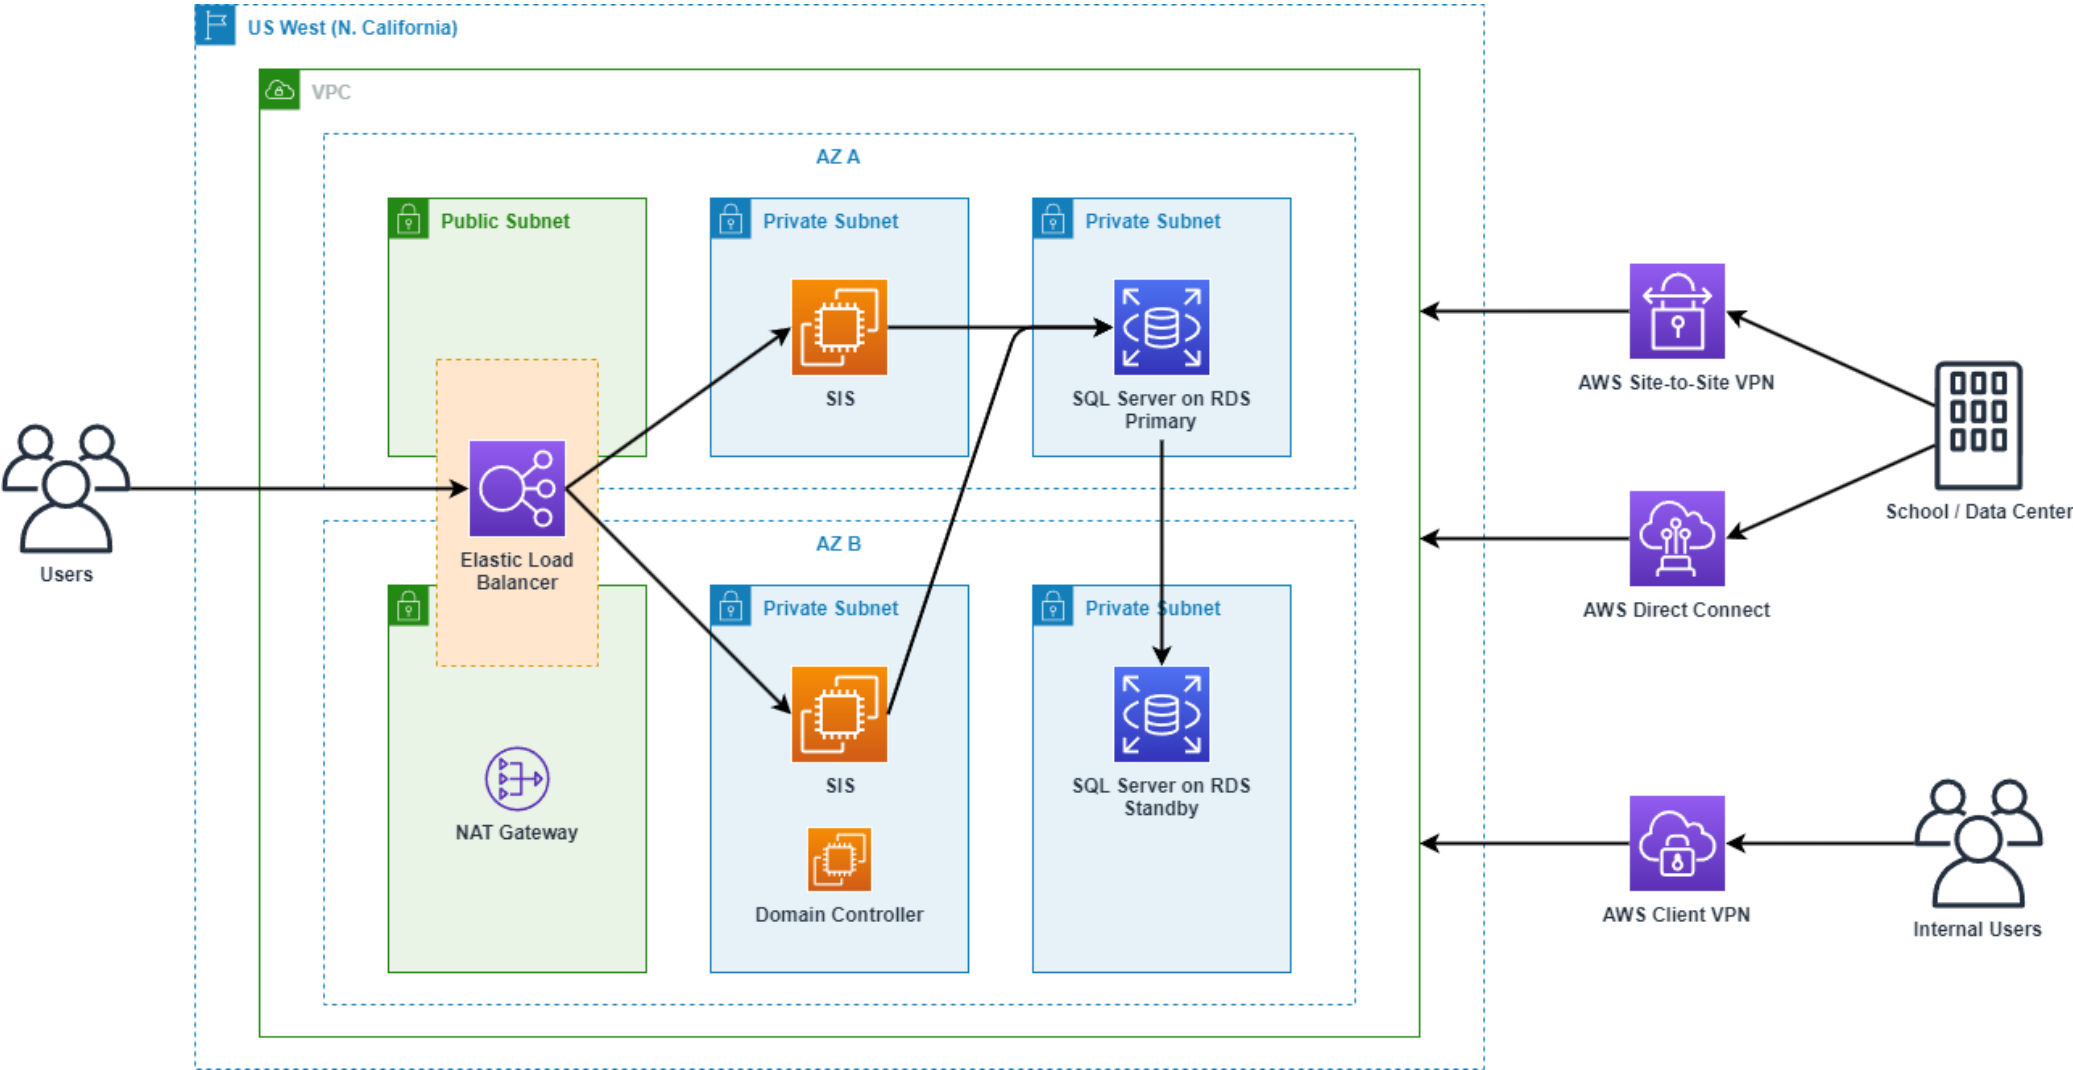 US West (N. California)
VPC
AZ A
Public Subnet
Private Subnet
Private Subnet
SIS
SQL Server on RDS
Primary
AWS Site-to-Site VPN
Users
Elastic Load
Balancer
School / Data Center
AZ B
Private Subnet
Private Subnet
AWS Direct Connect
SIS
SQL Server on RDS
Standby
NAT Gateway
Domain Controller
AWS Client VPN
Internal Users